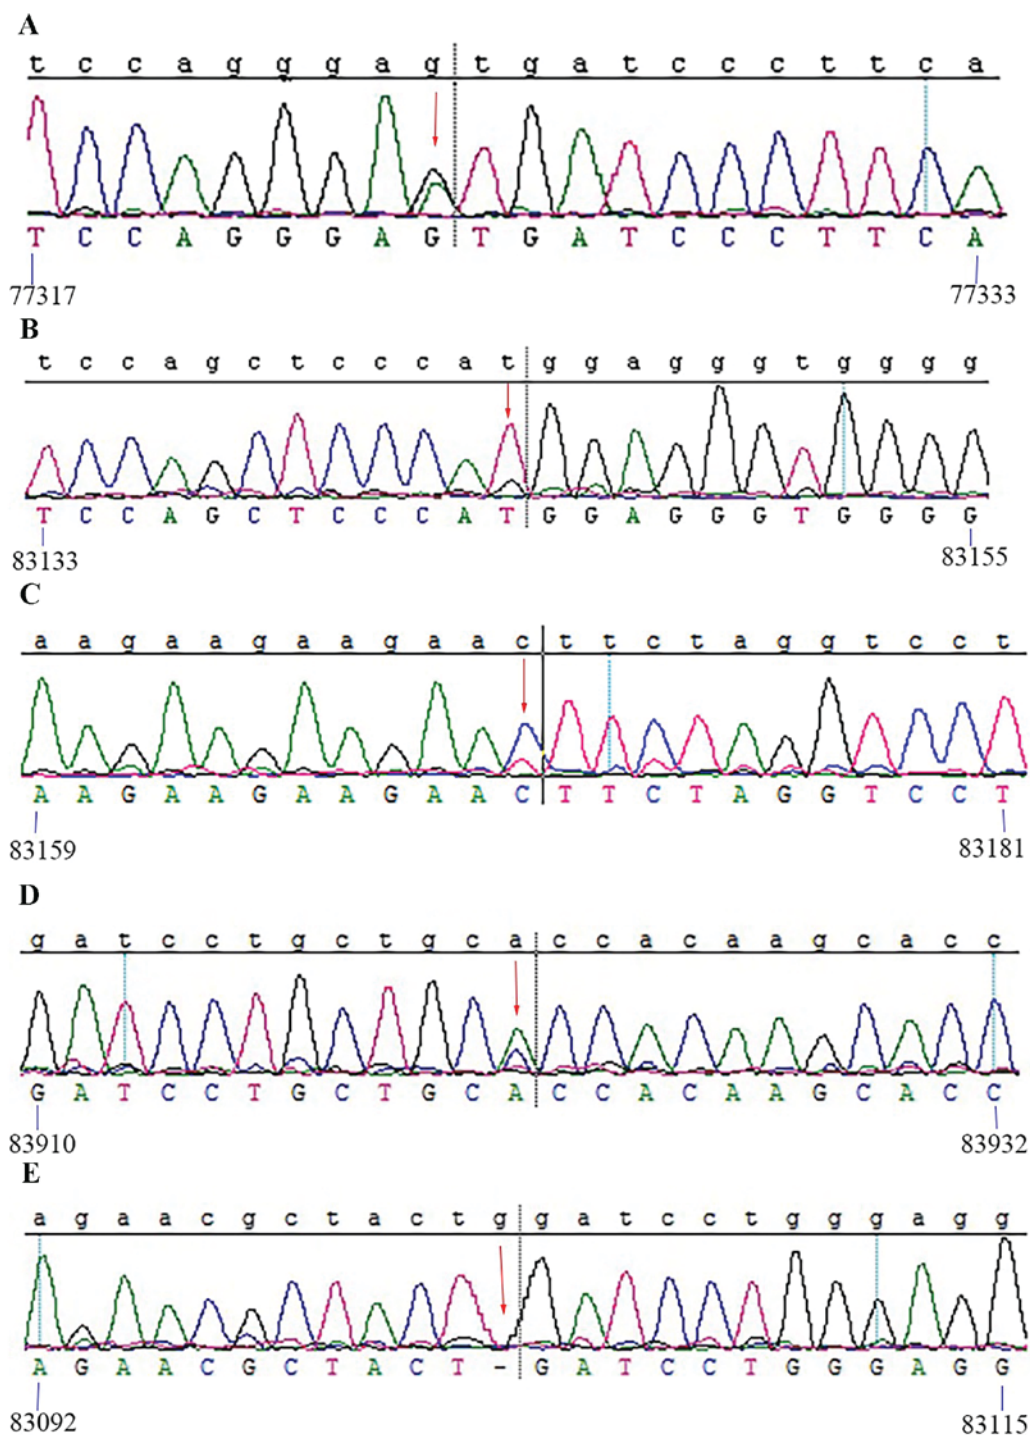 A
t c c a g g g a g t g a t c c c t t c a
T C C A G G G A G T G A T C C C T T C A
77317 77333
B
t c c a g c t c c c a t g g a g g g t g g g g
T C C A G C T C C C A T G G A G G G T G G G G
83133 83155
C
a a g a a g a a g a a c t t c t a g g t c c t
A A G A A G A A G A A C T T C T A G G T C C T
83159 83181
D
g a t c c t g c t g c a c c a c a a g c a c c
G A T C C T G C T G C A C C A C A A G C A C C
83910 83932
E
a g a a c g c t a c t g g a t c c t g g g a g g
A G A A C G C T A C T - G A T C C T G G G A G G
83092 83115